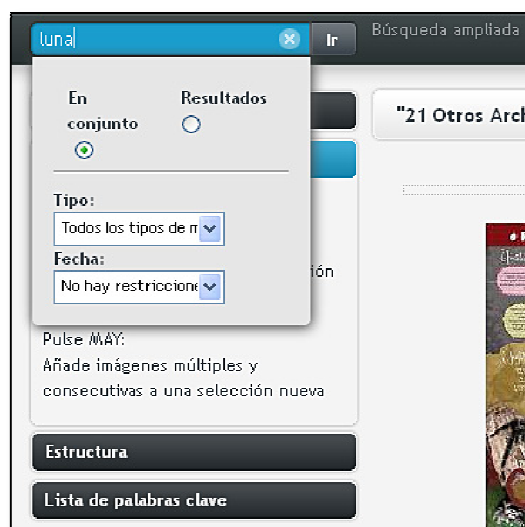 luna
Ir
Búsqueda ampliada
En
conjunto
Resultados
"21 Otros Arch
Tipo:
Todos los tipos de m
Fecha:
No hay restriccione
ión
Pulse MAY:
Añade imágenes múltiples y
consecutivas a una selección nueva
Estructura
Lista de palabras clave